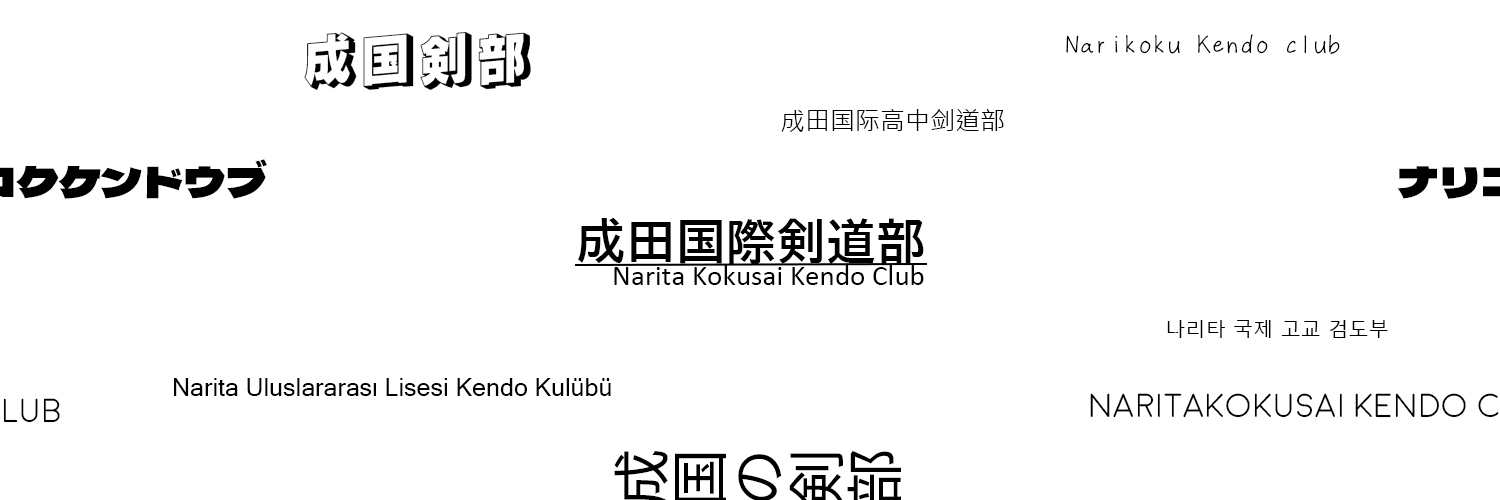 成国剣部
Narikoku Kendo club
成田国际高中剑道部
コクケンドウブ
ナリコ
成田国際剣道部
Narita Kokusai Kendo Club
나리타 국제 고교 검도부
Narita Uluslararası Lisesi Kendo Kulübü
LUB
NARITAKOKUSAI KENDO C
成国の剣部